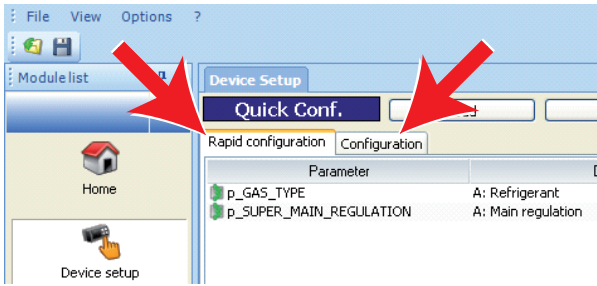 File View Options ?
Module list
Device Setup
Quick Conf.
Rapid configuration Configuration
Parameter
p_GAS_TYPE A: Refrigerant
p_SUPER_MAIN_REGULATION A: Main regulation
Home
Device setup